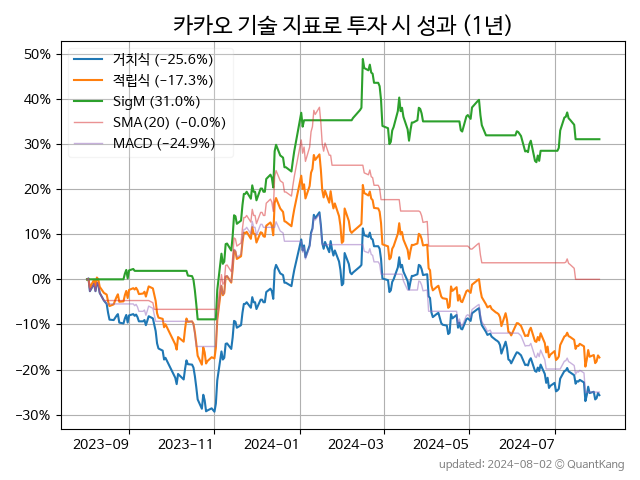 카카오 기술 지표로 투자 시 성과 (1년)
50%
40%
30%
20%
10%
0%
−10%
−20%
−30%
거치식 (−25.6%)
적립식 (−17.3%)
SigM (31.0%)
SMA(20) (−0.0%)
MACD (−24.9%)
2023-09
2023-11
2024-01
2024-03
2024-05
2024-07
updated: 2024-08-02 © QuantKang